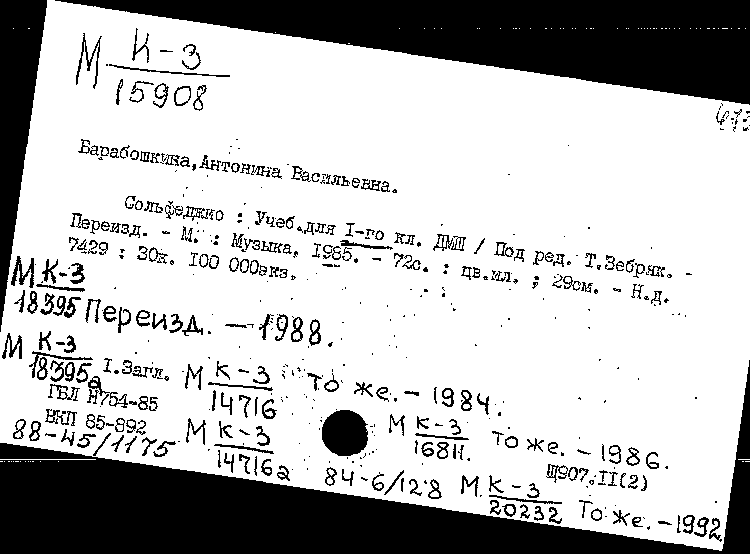 М К-3
15908
Барабошкина, Антонина Васильевна.
Сольфеджио : Учеб.для I-го кл. ДМШ / Под ред. Т.Зебряк. -
Переизд. - М. : Музыка, 1985. - 72с. : цв.ил. ; 29см. - Н.д.
7429 : 30к. 100 000экз.
М К-3
18395 Переизд. - 1988.
М К-3
18395а I.Загл.
М К-3
14716 То же. - 1984.
ГБЛ Н754-85
ВКП 85-892
88-45/1175
М К-3
14716а
М К-3
16811. То же. - 1986.
Щ907.II(2)
84-6/128
М К-3
20232 То же. - 1992